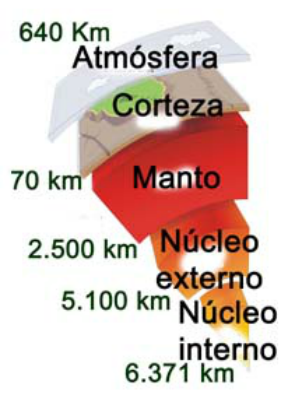 640 Km
Atmósfera
Corteza
70 km
Manto
2.500 km
Núcleo
externo
5.100 km
Núcleo
interno
6.371 km